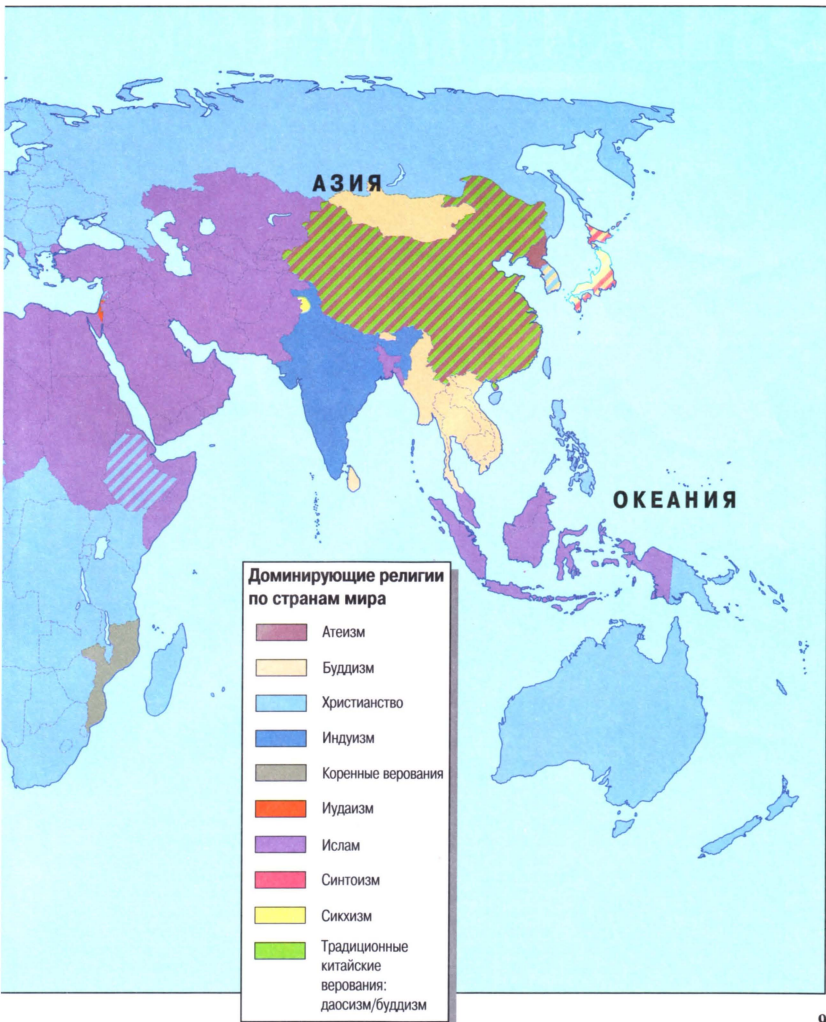 АЗИЯ
ОКЕАНИЯ
Доминирующие религии
по странам мира
Атеизм
Буддизм
Христианство
Индуизм
Коренные верования
Иудаизм
Ислам
Синтоизм
Сикхизм
Традиционные
китайские
верования:
даосизм/буддизм
9